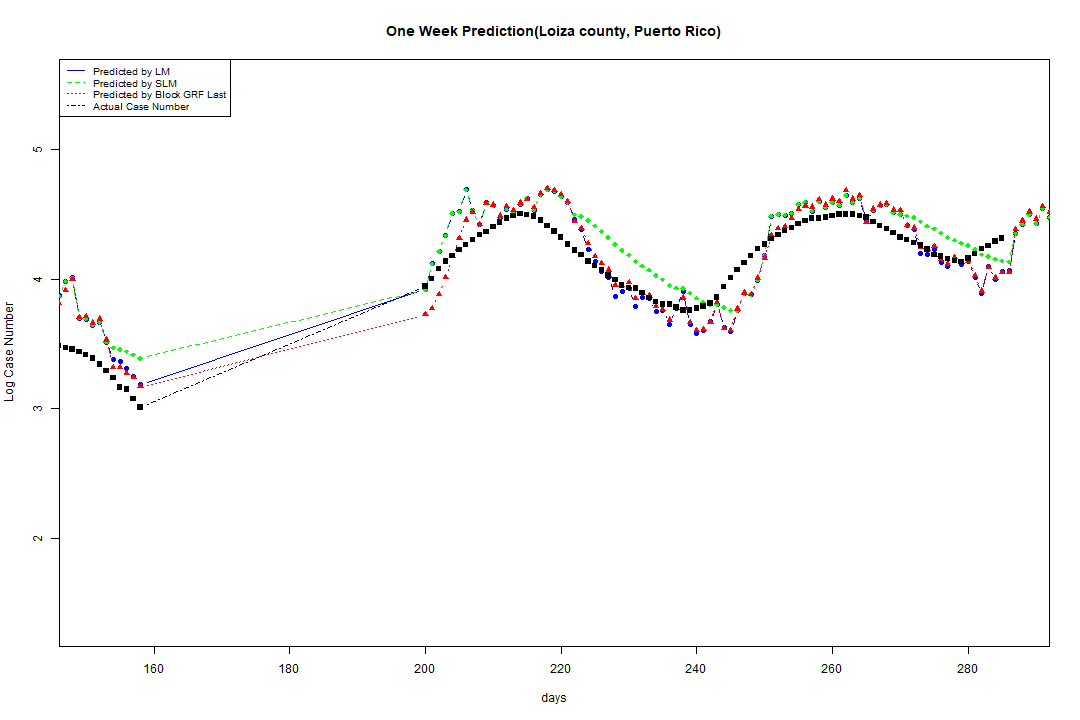 One Week Prediction(Loiza county, Puerto Rico)
Predicted by LM
Predicted by SLM
Predicted by Block GRF Last
Actual Case Number
5
4
3
2
Log Case Number
160 180 200 220 240 260 280
days